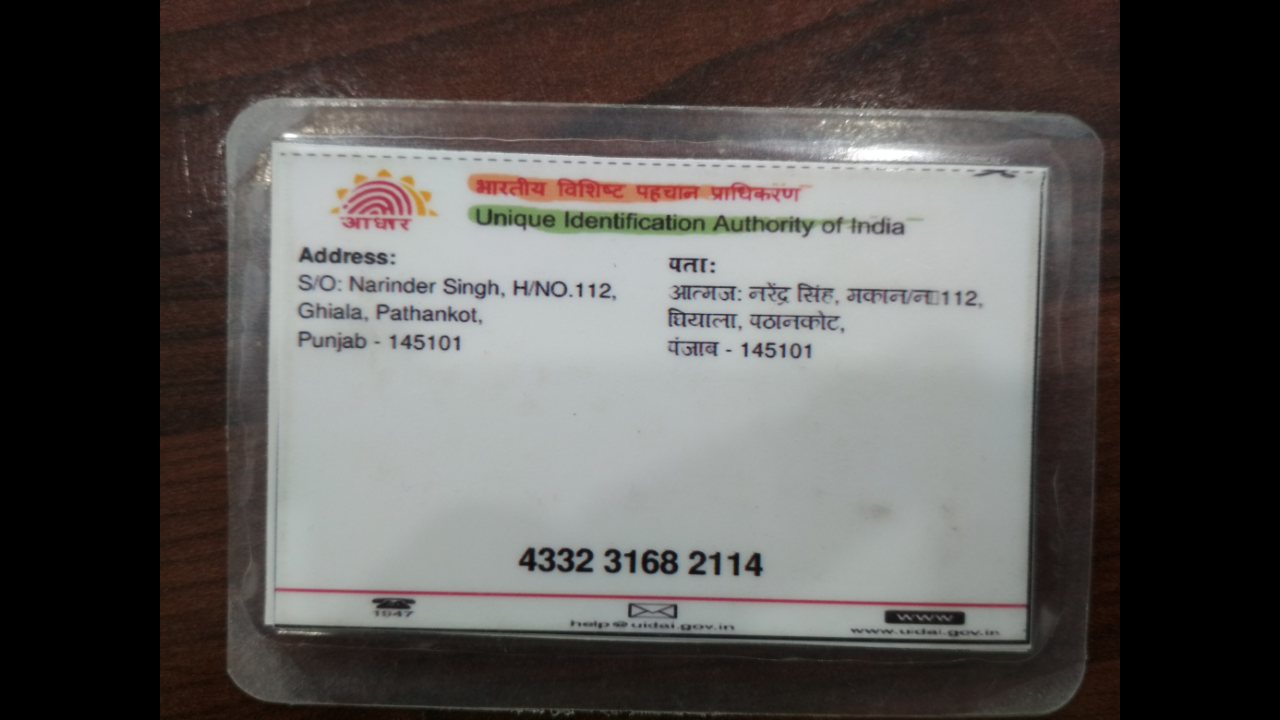 आधार
भारतीय विशिष्ट पहचान प्राधिकरण
Unique Identification Authority of India
Address:
S/O: Narinder Singh, H/NO.112,
Ghiala, Pathankot,
Punjab - 145101
पता:
आत्मज: नरेंद्र सिंह, मकान/न□112,
घियाला, पठानकोट,
पंजाब - 145101
4332 3168 2114
1947
help@uidai.gov.in
www
www.uidai.gov.in